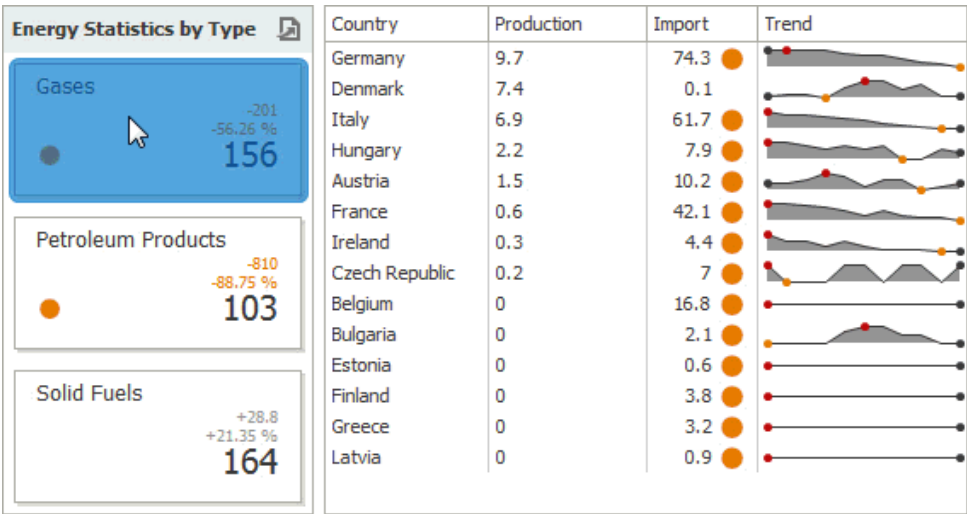 Energy Statistics by Type
Gases
-201
-56.26 %
156
Petroleum Products
-810
-88.75 %
103
Solid Fuels
+28.8
+21.35 %
164
Country Production Import Trend
Germany 9.7 74.3
Denmark 7.4 0.1
Italy 6.9 61.7
Hungary 2.2 7.9
Austria 1.5 10.2
France 0.6 42.1
Ireland 0.3 4.4
Czech Republic 0.2 7
Belgium 0 16.8
Bulgaria 0 2.1
Estonia 0 0.6
Finland 0 3.8
Greece 0 3.2
Latvia 0 0.9